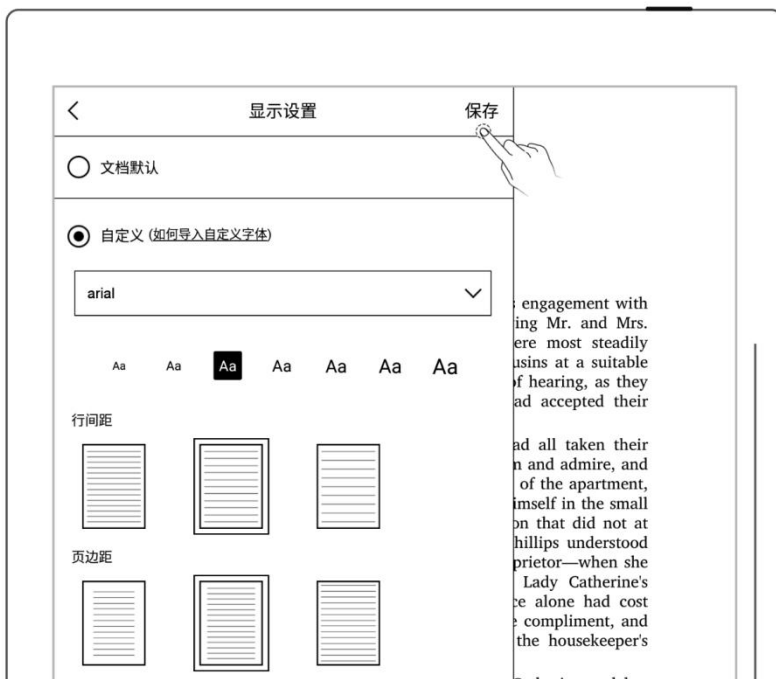 显示设置
保存
文档默认
自定义 (如何导入自定义字体)
arial
Aa Aa Aa Aa Aa Aa Aa
行间距
页边距
engagement with
ing Mr. and Mrs.
ere most steadily
usins at a suitable
of hearing, as they
ad accepted their
ad all taken their
and admire, and
of the apartment,
imself in the small
on that did not at
hillips understood
prietor—when she
Lady Catherine's
ce alone had cost
compliment, and
the housekeeper's